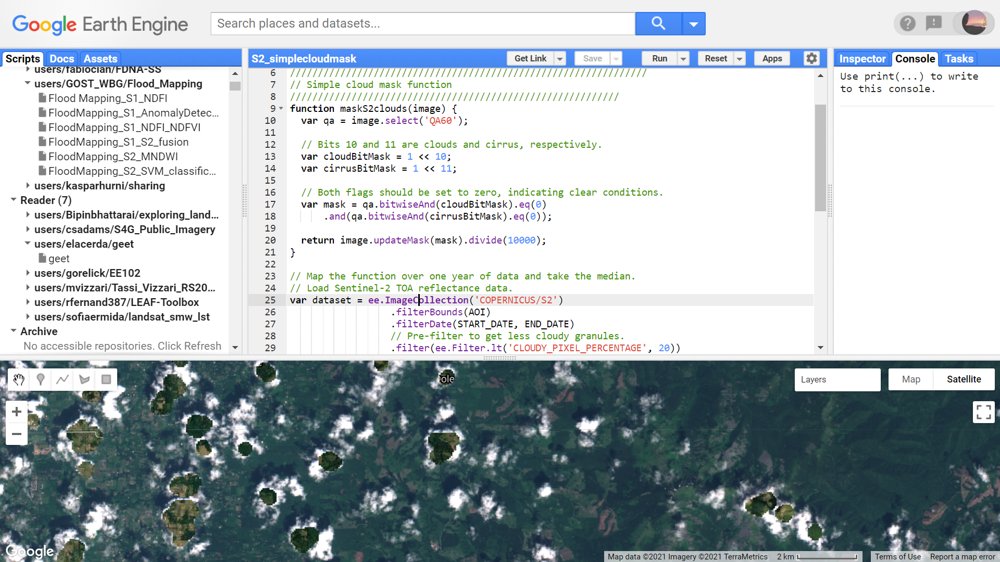 Google Earth Engine
Search places and datasets...
Scripts
Docs
Assets
users/fabiocian/FDNA-SS
users/GOST_WBG/Flood_Mapping
Flood Mapping_S1_NDFI
FloodMapping_S1_AnomalyDetec...
FloodMapping_S1_NDFI_NDFVI
FloodMapping_S1_S2_fusion
FloodMapping_S2_MNDWI
FloodMapping_S2_SVM_classific...
users/kasparhurni/sharing
Reader (7)
users/Bipinbhattarai/exploring_land...
users/csadams/S4G_Public_Imagery
users/elacerda/geet
geet
users/gorelick/EE102
users/mvizzari/Tassi_Vizzari_RS20...
users/rfernand387/LEAF-Toolbox
users/sofiaermida/landsat_smw_lst
Archive
No accessible repositories. Click Refresh
S2_simplecloudmask
Get Link
Save
Run
Reset
Apps
6 ////////////////////////////////////////////////////////////////
7 // Simple cloud mask function
8 ///////////////////////////////////////////////////////////
9 function maskS2clouds(image) {
10 var qa = image.select('QA60');
11
12 // Bits 10 and 11 are clouds and cirrus, respectively.
13 var cloudBitMask = 1 << 10;
14 var cirrusBitMask = 1 << 11;
15
16 // Both flags should be set to zero, indicating clear conditions.
17 var mask = qa.bitwiseAnd(cloudBitMask).eq(0)
18 .and(qa.bitwiseAnd(cirrusBitMask).eq(0));
19
20 return image.updateMask(mask).divide(10000);
21 }
22
23 // Map the function over one year of data and take the median.
24 // Load Sentinel-2 TOA reflectance data.
25 var dataset = ee.ImageCollection('COPERNICUS/S2')
26 .filterBounds(AOI)
27 .filterDate(START_DATE, END_DATE)
28 // Pre-filter to get less cloudy granules.
29 .filter(ee.Filter.lt('CLOUDY_PIXEL_PERCENTAGE', 20))
Inspector
Console
Tasks
Use print(...) to write
to this console.
Layers
Map
Satellite
Google
Map data ©2021 Imagery ©2021 TerraMetrics
2 km
Terms of Use
Report a map error